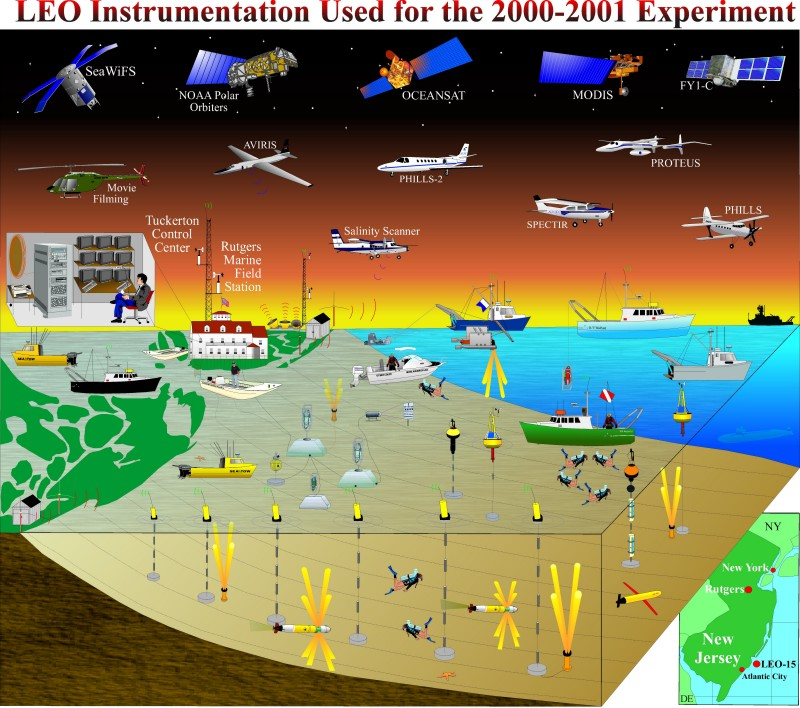 LEO Instrumentation Used for the 2000-2001 Experiment
SeaWiFS
NOAA Polar
Orbiters
OCEANSAT
MODIS
FY1-C
AVIRIS
PHILLS-2
PROTEUS
Movie
Filming
SPECTIR
PHILLS
Tuckerton
Control
Center
Rutgers
Marine
Field
Station
Salinity Scanner
SEA TOW
NY
New York
Rutgers
New
Jersey
LEO-15
Atlantic City
DE